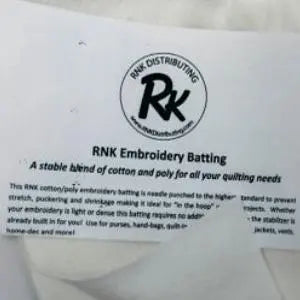 RNK DISTRIBUTING
RK
www.RNKDistributing.com
RNK Embroidery Batting
A stable blend of cotton and poly for all your quilting needs
This RNK cotton/poly embroidery batting is needle punched to the highest standard to prevent
stretch, puckering and shrinkage making it ideal for "in the hoop" projects. Whether
your embroidery is light or dense this batting requires no the stabilizer is
already built in for you! Use for purses, hand-bags, jackets, vests,
home-dec and more!